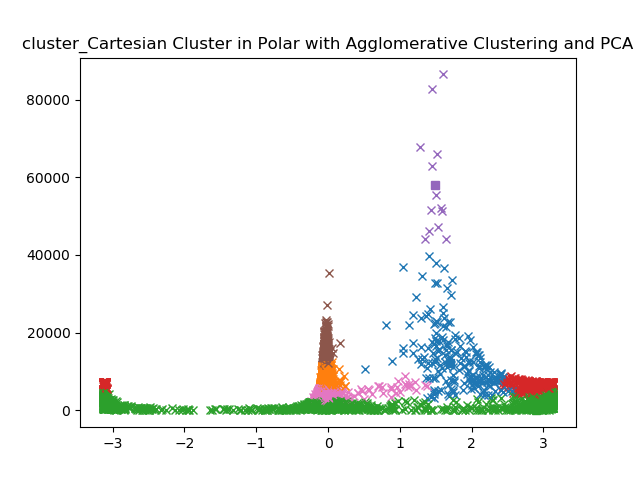 cluster_Cartesian Cluster in Polar with Agglomerative Clustering and PCA
80000
60000
40000
20000
0
−3 −2 −1 0 1 2 3